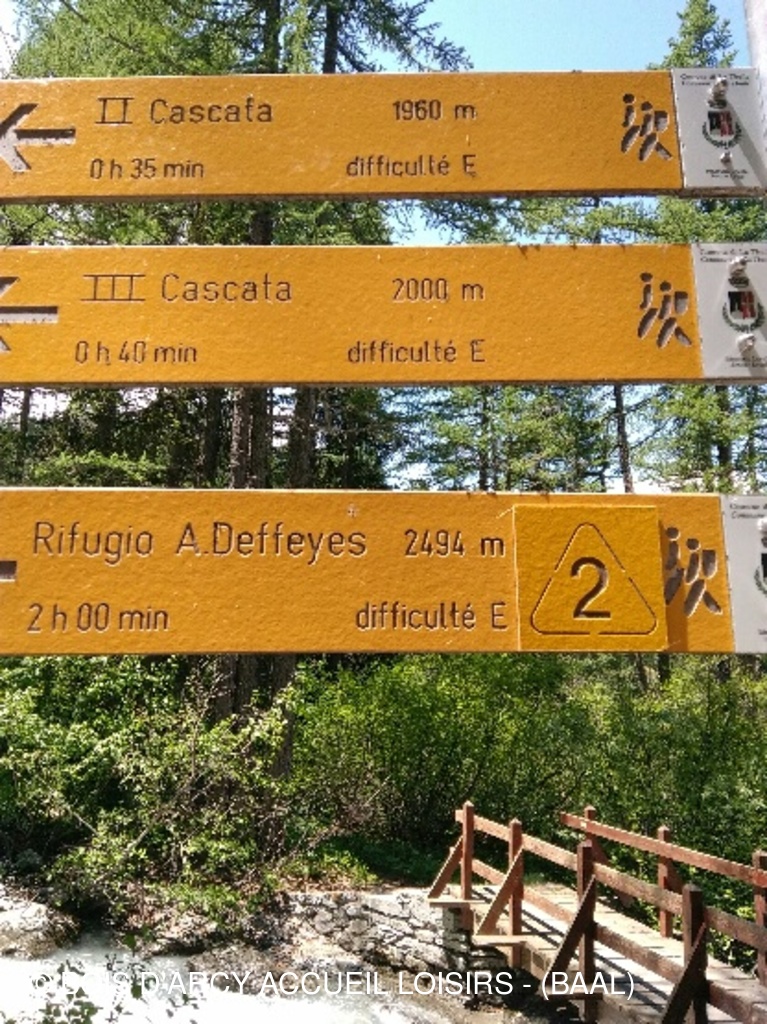 II Cascata 1960 m
0 h 35 min difficulté E
III Cascata 2000 m
0 h 40 min difficulté E
Rifugio A.Deffeyes 2494 m
2
2 h 00 min difficulté E
D'ARCY ACCUEIL LOISIRS - (BAAL)